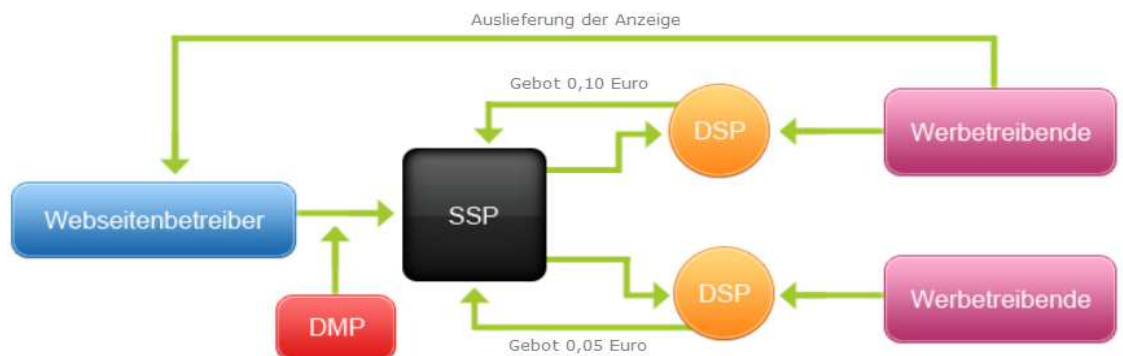 Auslieferung der Anzeige
Gebot 0,10 Euro
DSP
Werbetreibende
Webseitenbetreiber
SSP
DSP
Werbetreibende
DMP
Gebot 0,05 Euro